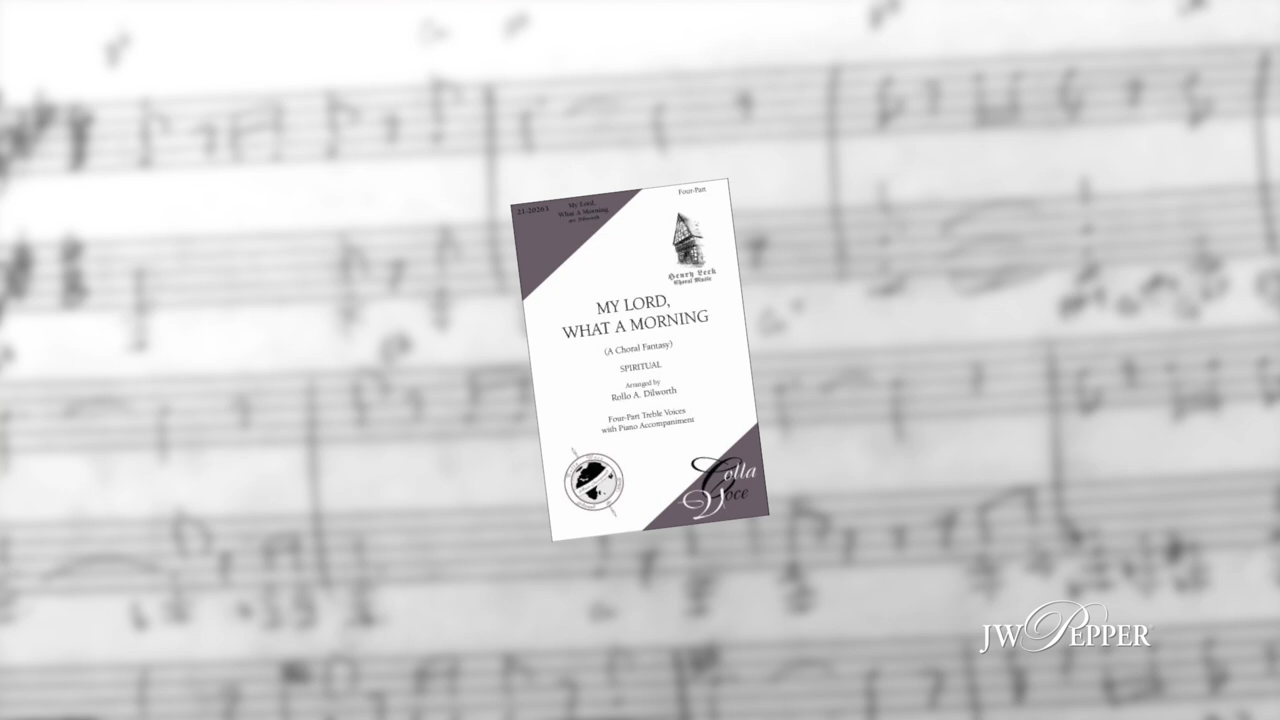 21-20263
My Lord,
What A Morning
arr. Dilworth
Four-Part
Henry Leck
Choral Music
MY LORD,
WHAT A MORNING
(A Choral Fantasy)
SPIRITUAL
Arranged by
Rollo A. Dilworth
Four-Part Treble Voices
with Piano Accompaniment
Colla
Voce
JW PEPPER